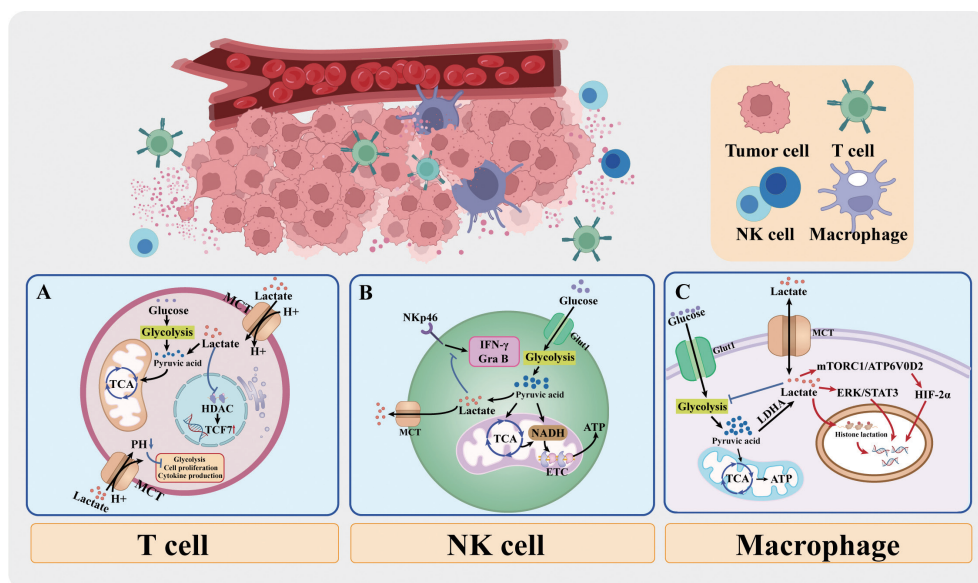 Tumor cell
T cell
NK cell
Macrophage
A
MCT
Lactate
H+
Glucose
H+
Glycolysis
Lactate
Pyruvic acid
TCA
HDAC
TCF7↑
PH↓
Glycolysis
Cell proliferation
Cytokine production
MCT
Lactate
H+
T cell
B
Glucose
NKp46
Glut1
IFN-γ
Gra B
Glycolysis
Pyruvic acid
Lactate
MCT
NADH
ATP
TCA
ETC
NK cell
C
Lactate
Glucose
Glut1
MCT
mTORC1/ATP6V0D2
Lactate
ERK/STAT3
HIF-2α
Glycolysis
LDHA
Histone lactation
Pyruvic acid
TCA
ATP
Macrophage